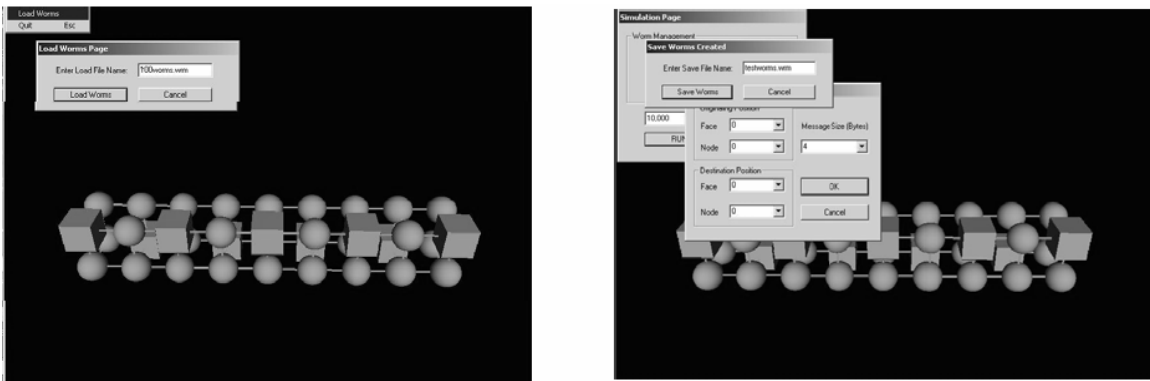 Load Worms
Quit Esc
Load Worms Page
Enter Load File Name: 100worms.wrm
Load Worms Cancel
Simulation Page
Worm Management
Save Worms Created
Enter Save File Name: testworms.wrm
Save Worms Cancel
Originating Position
10,000
Face 0 Message Size (Bytes)
RUN
Node 0 4
Destination Position
Face 0 OK
Node 0 Cancel